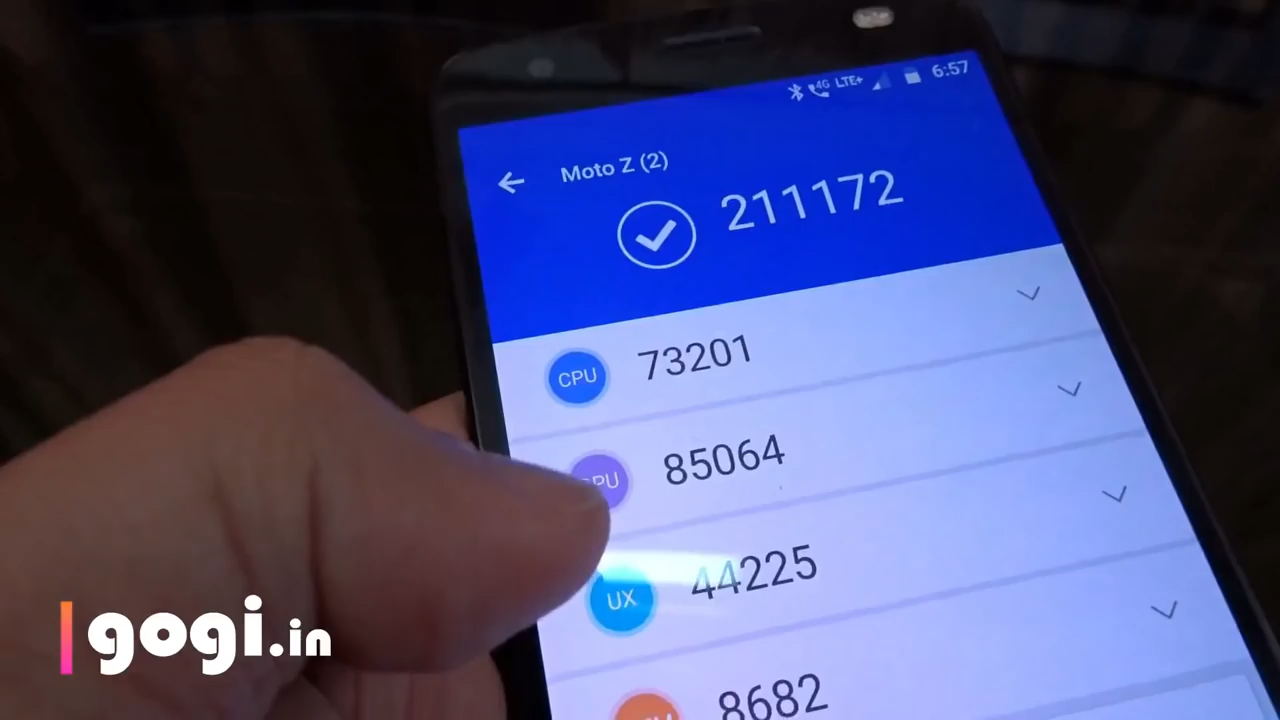 4G LTE+ 6:57
Moto Z (2)
211172
CPU 73201
85064
UX 44225
8682
gogi.in